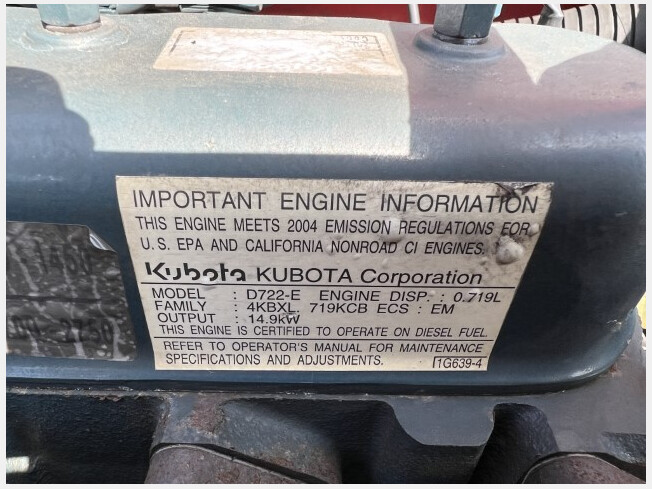 IMPORTANT ENGINE INFORMATION
THIS ENGINE MEETS 2004 EMISSION REGULATIONS FOR
U.S. EPA AND CALIFORNIA NONROAD CI ENGINES.
Kubota KUBOTA Corporation
MODEL : D722-E ENGINE DISP. : 0.719L
FAMILY : 4KBXL .719KCB ECS : EM
OUTPUT : 14.9kW
THIS ENGINE IS CERTIFIED TO OPERATE ON DIESEL FUEL.
REFER TO OPERATOR'S MANUAL FOR MAINTENANCE
SPECIFICATIONS AND ADJUSTMENTS. 1G639-4